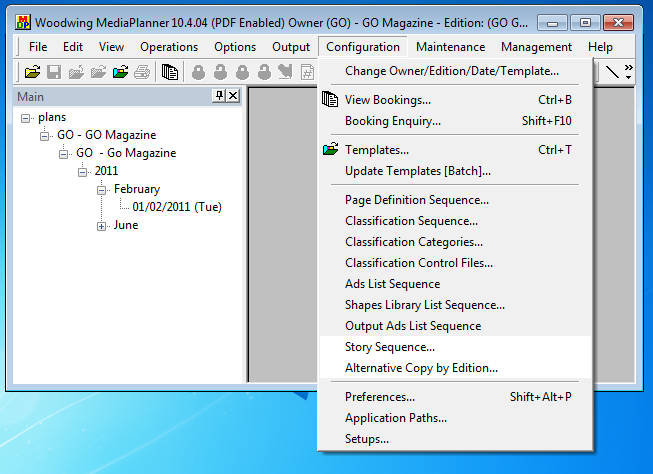 Woodwing MediaPlanner 10.4.04 (PDF Enabled) Owner (GO) - GO Magazine - Edition: (GO G...
File Edit View Editions Options Output Configuration Maintenance Management Help
Main
plans
GO - GO Magazine
GO - Go Magazine
2011
February
01/02/2011 (Tue)
June
Change Owner/Edition/Date/Template...
View Bookings... Ctrl+B
Booking Enquiry... Shift+F10
Templates... Ctrl+T
Update Templates [Batch]...
Page Definition Sequence...
Classification Sequence...
Classification Categories...
Classification Control Files...
Ads List Sequence
Shapes Library List Sequence...
Output Ads List Sequence
Story Sequence...
Alternative Copy by Edition...
Preferences... Shift+Alt+P
Application Paths...
Setups...